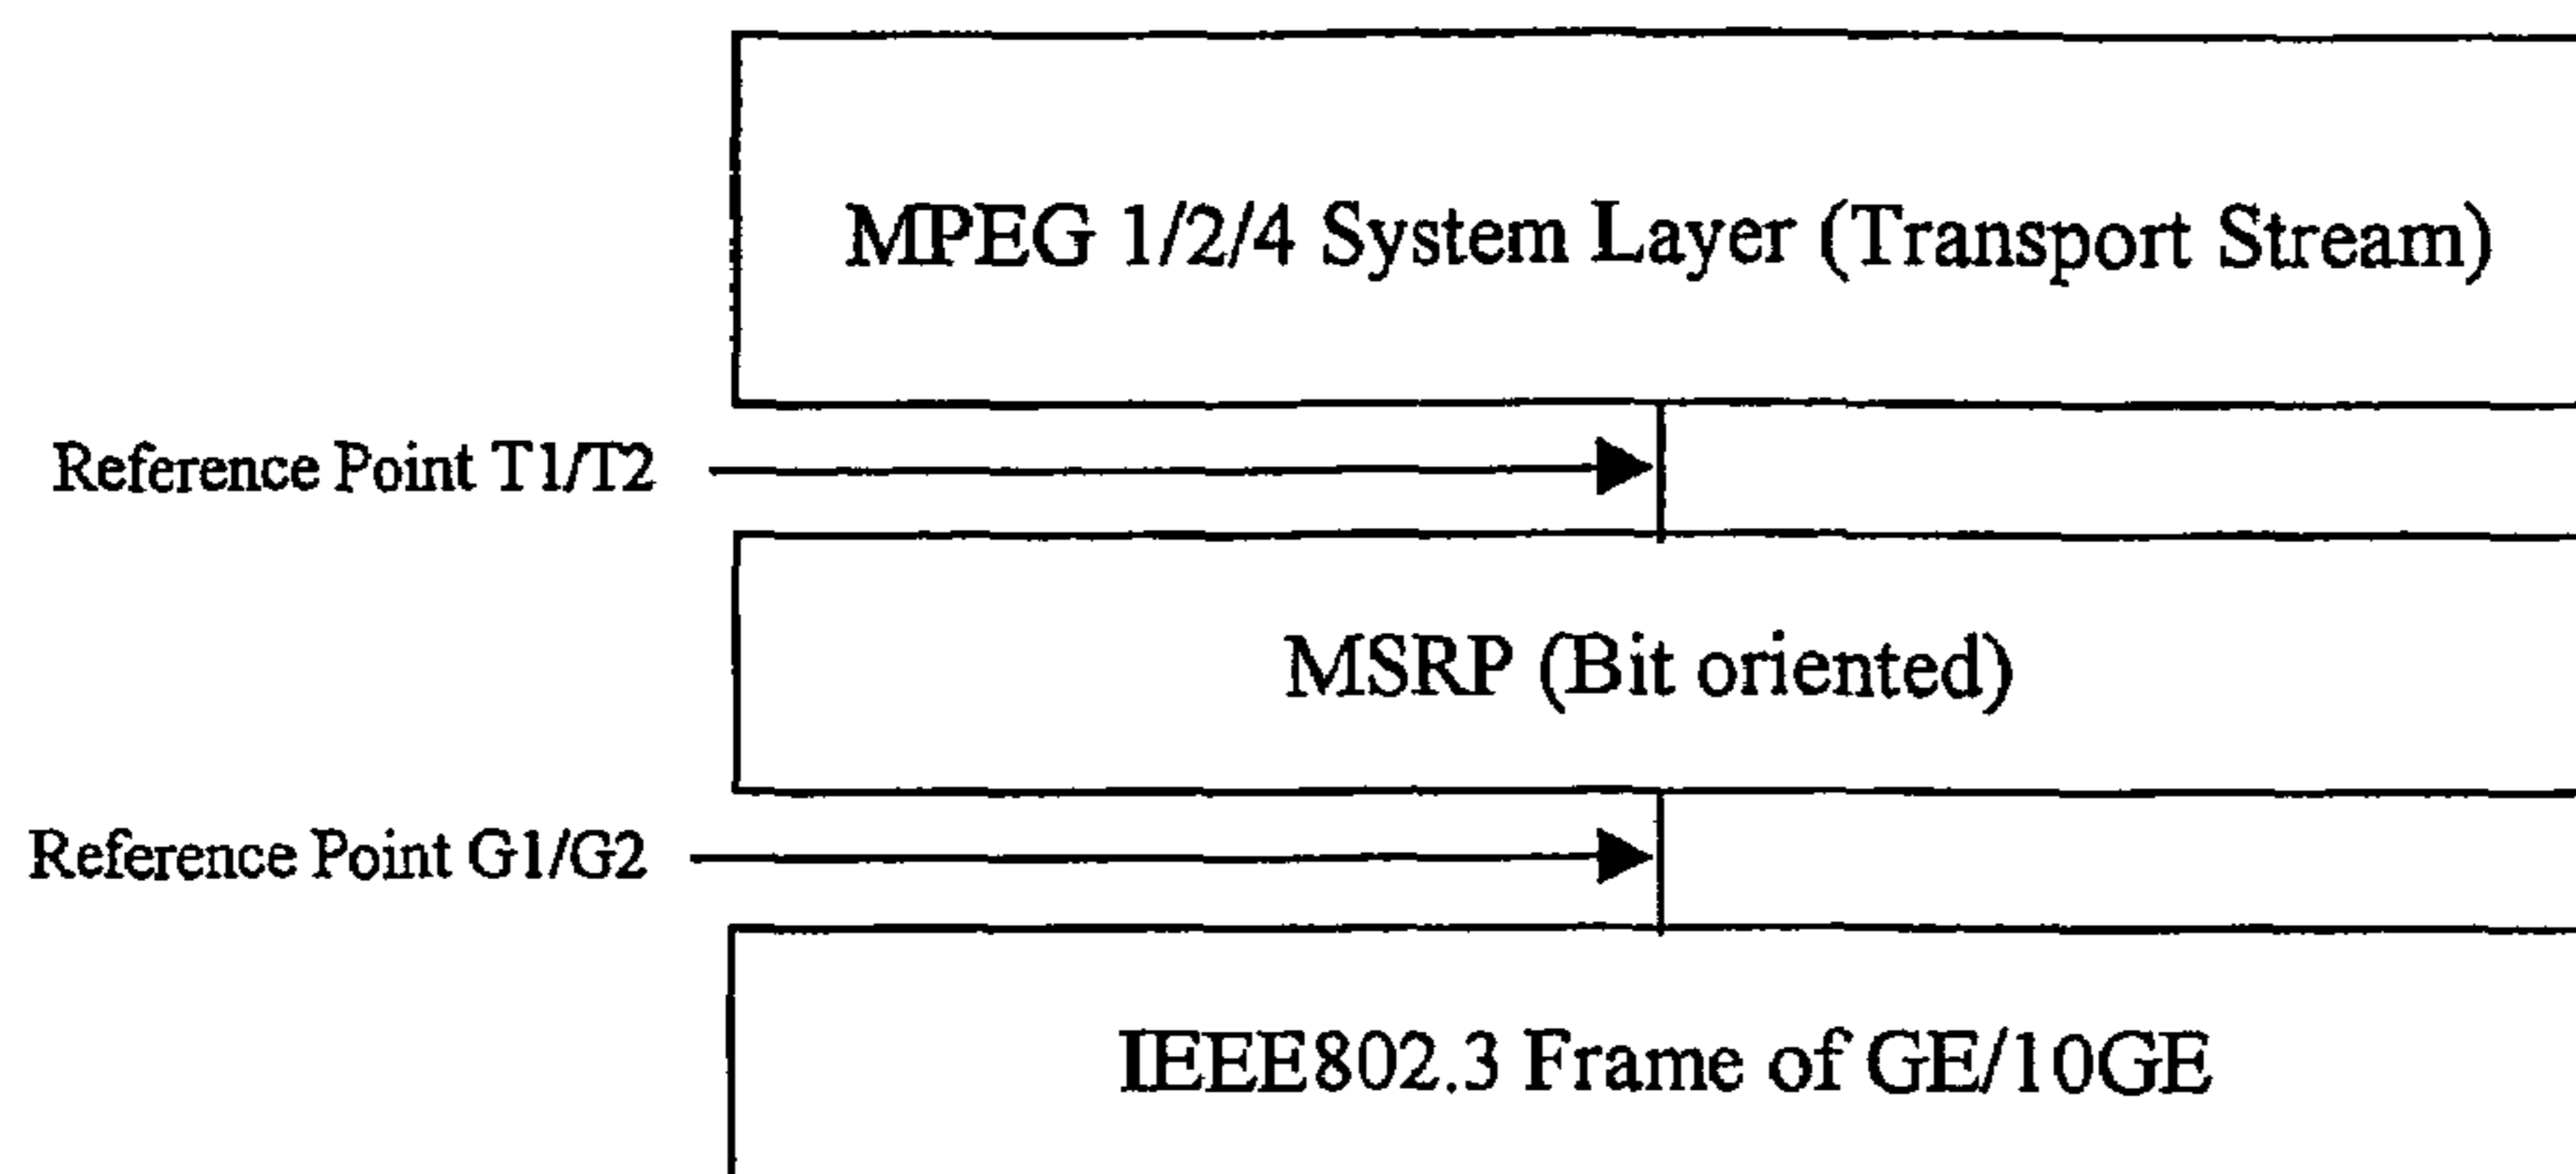 MPEG 1/2/4 System Layer (Transport Stream)
Reference Point T1/T2
MSRP (Bit oriented)
Reference Point G1/G2
IEEE802.3 Frame of GE/10GE